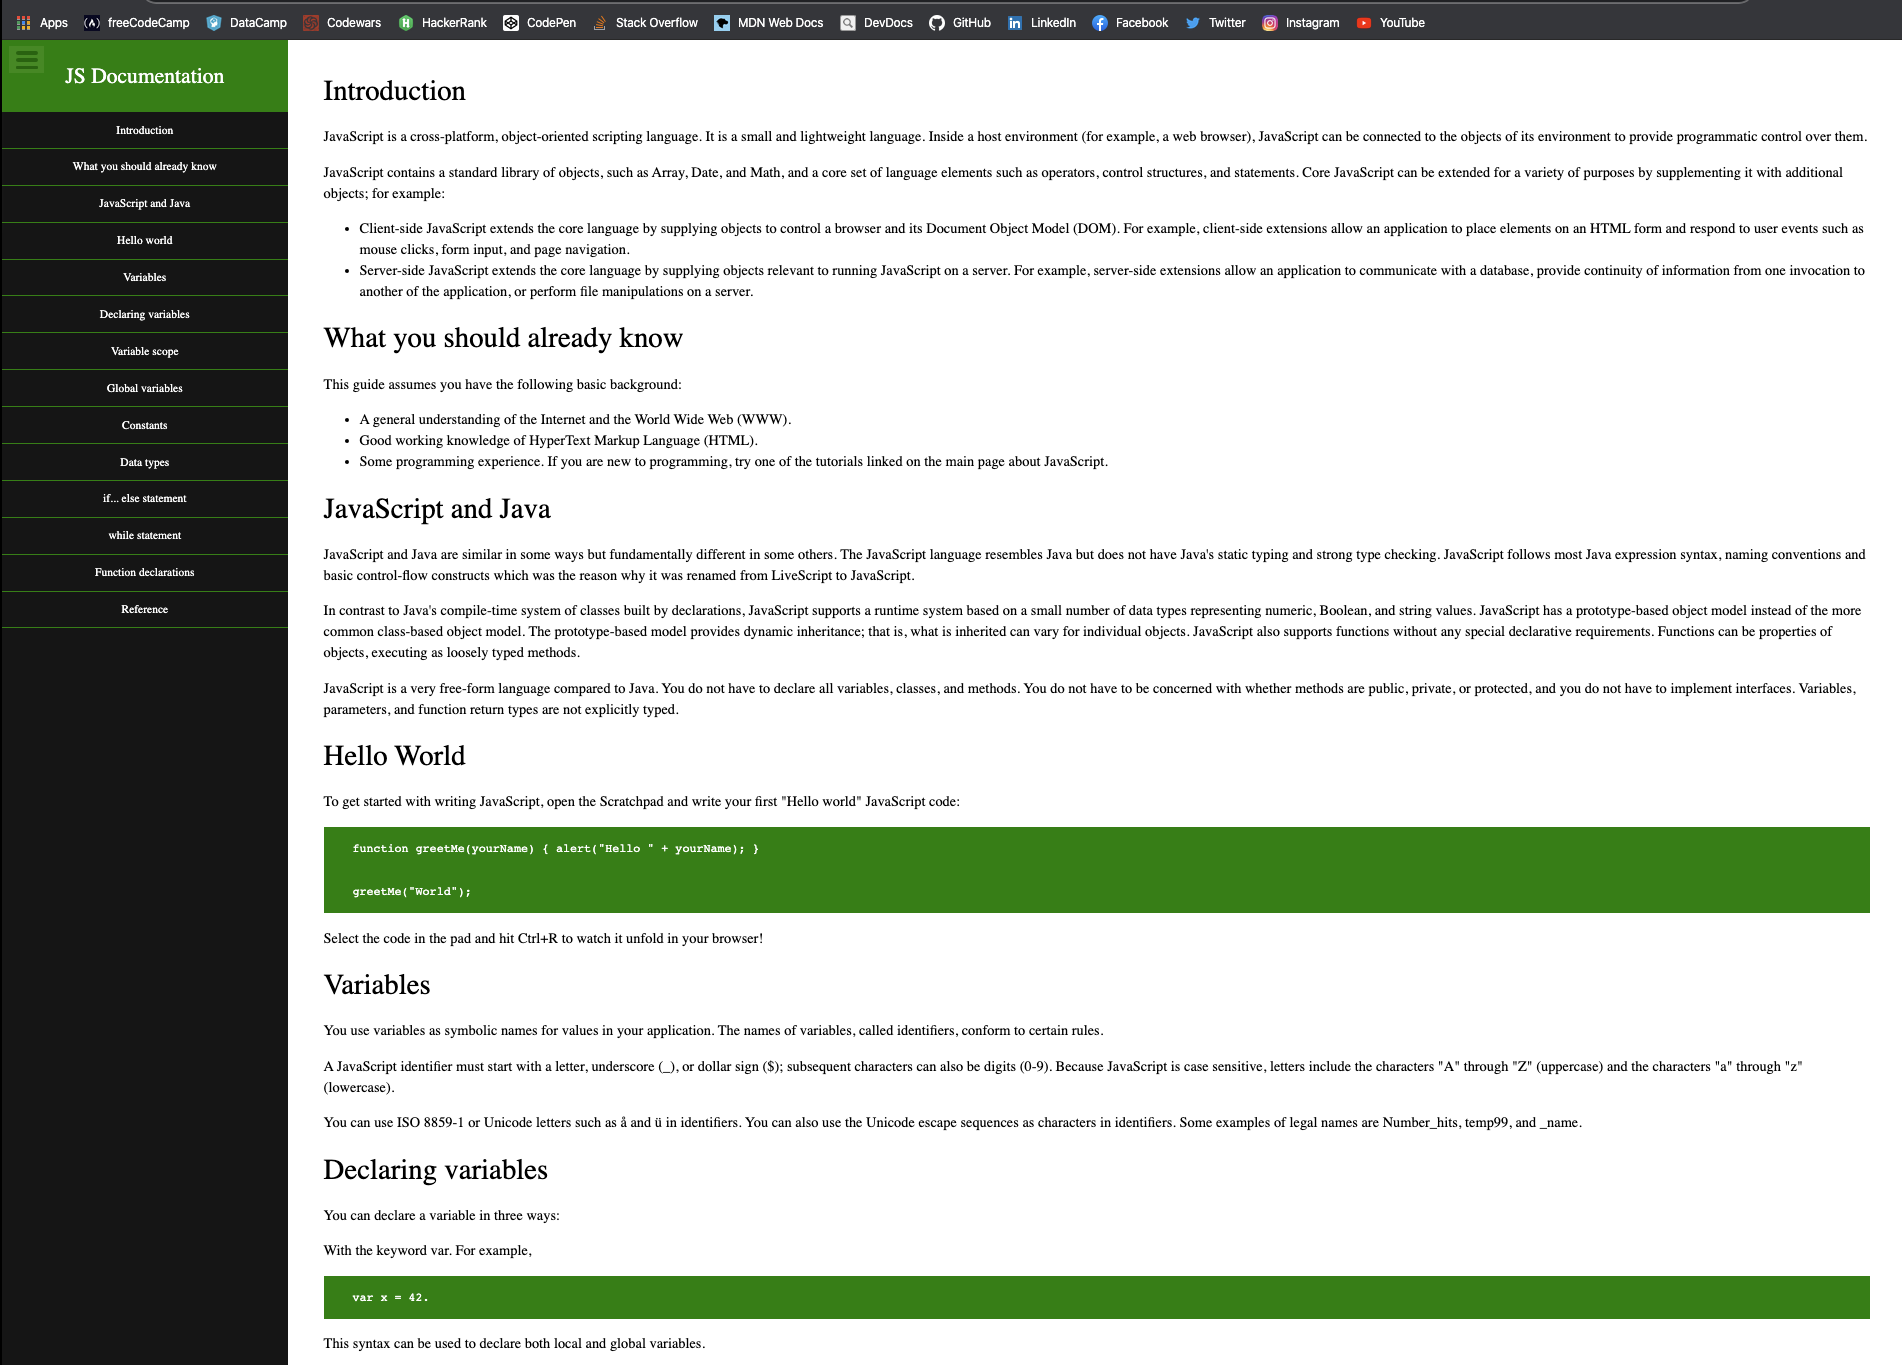 Apps freeCodeCamp DataCamp Codewars HackerRank CodePen Stack Overflow MDN Web Docs DevDocs GitHub LinkedIn Facebook Twitter Instagram YouTube
JS Documentation
Introduction
What you should already know
JavaScript and Java
Hello world
Variables
Declaring variables
Variable scope
Global variables
Constants
Data types
if... else statement
while statement
Function declarations
Reference
Introduction
JavaScript is a cross-platform, object-oriented scripting language. It is a small and lightweight language. Inside a host environment (for example, a web browser), JavaScript can be connected to the objects of its environment to provide programmatic control over them.
JavaScript contains a standard library of objects, such as Array, Date, and Math, and a core set of language elements such as operators, control structures, and statements. Core JavaScript can be extended for a variety of purposes by supplementing it with additional
objects; for example:
• Client-side JavaScript extends the core language by supplying objects to control a browser and its Document Object Model (DOM). For example, client-side extensions allow an application to place elements on an HTML form and respond to user events such as
mouse clicks, form input, and page navigation.
• Server-side JavaScript extends the core language by supplying objects relevant to running JavaScript on a server. For example, server-side extensions allow an application to communicate with a database, provide continuity of information from one invocation to
another of the application, or perform file manipulations on a server.
What you should already know
This guide assumes you have the following basic background:
• A general understanding of the Internet and the World Wide Web (WWW).
• Good working knowledge of HyperText Markup Language (HTML).
• Some programming experience. If you are new to programming, try one of the tutorials linked on the main page about JavaScript.
JavaScript and Java
JavaScript and Java are similar in some ways but fundamentally different in some others. The JavaScript language resembles Java but does not have Java's static typing and strong type checking. JavaScript follows most Java expression syntax, naming conventions and
basic control-flow constructs which was the reason why it was renamed from LiveScript to JavaScript.
In contrast to Java's compile-time system of classes built by declarations, JavaScript supports a runtime system based on a small number of data types representing numeric, Boolean, and string values. JavaScript has a prototype-based object model instead of the more
common class-based object model. The prototype-based model provides dynamic inheritance; that is, what is inherited can vary for individual objects. JavaScript also supports functions without any special declarative requirements. Functions can be properties of
objects, executing as loosely typed methods.
JavaScript is a very free-form language compared to Java. You do not have to declare all variables, classes, and methods. You do not have to be concerned with whether methods are public, private, or protected, and you do not have to implement interfaces. Variables,
parameters, and function return types are not explicitly typed.
Hello World
To get started with writing JavaScript, open the Scratchpad and write your first "Hello world" JavaScript code:
function greetMe(yourName) { alert("Hello " + yourName); }
greetMe("World");
Select the code in the pad and hit Ctrl+R to watch it unfold in your browser!
Variables
You use variables as symbolic names for values in your application. The names of variables, called identifiers, conform to certain rules.
A JavaScript identifier must start with a letter, underscore (_), or dollar sign ($); subsequent characters can also be digits (0-9). Because JavaScript is case sensitive, letters include the characters "A" through "Z" (uppercase) and the characters "a" through "z"
(lowercase).
You can use ISO 8859-1 or Unicode letters such as å and ü in identifiers. You can also use the Unicode escape sequences as characters in identifiers. Some examples of legal names are Number_hits, temp99, and _name.
Declaring variables
You can declare a variable in three ways:
With the keyword var. For example,
var x = 42.
This syntax can be used to declare both local and global variables.